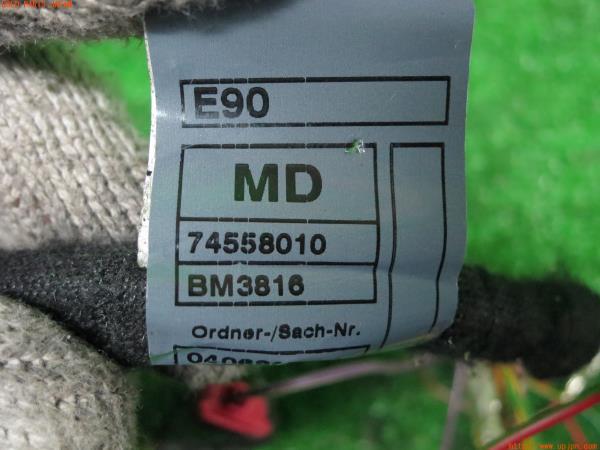 E90
MD
74558010
BM3816
Ordner-/Sach-Nr.